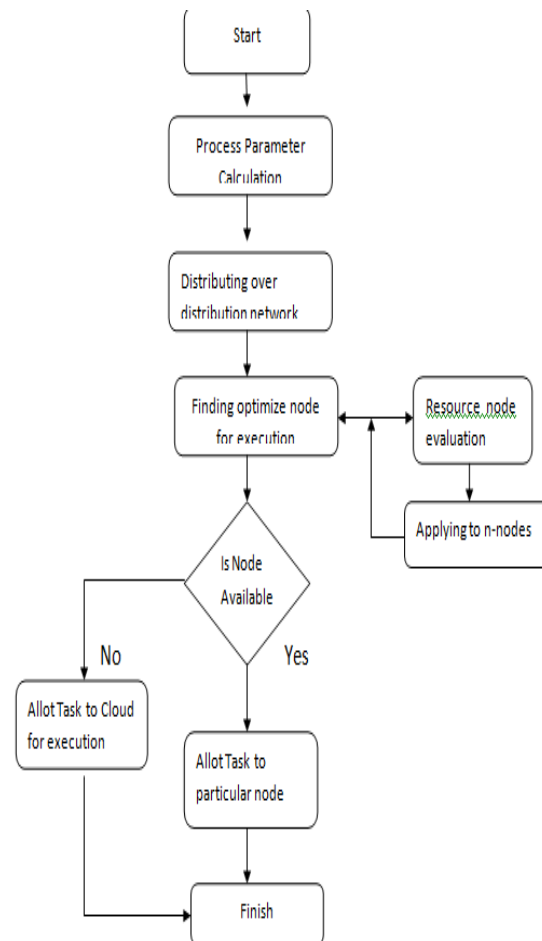 Start
Process Parameter
Calculation
Distributing over
distribution network
Finding optimize node
for execution
Resource node
evaluation
Applying to n-nodes
Is Node
Available
No
Yes
Allot Task to Cloud
for execution
Allot Task to
particular node
Finish